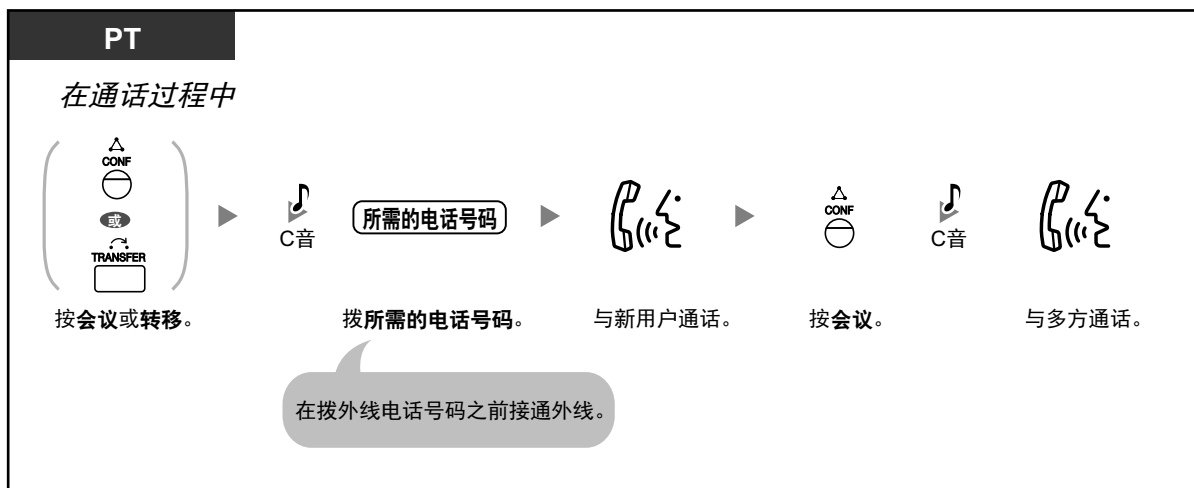 PT
在通话过程中
CONF
或
TRANSFER
C音
所需的电话号码
CONF
C音
按会议或转移。
拨所需的电话号码。
与新用户通话。
按会议。
与多方通话。
在拨外线电话号码之前接通外线。